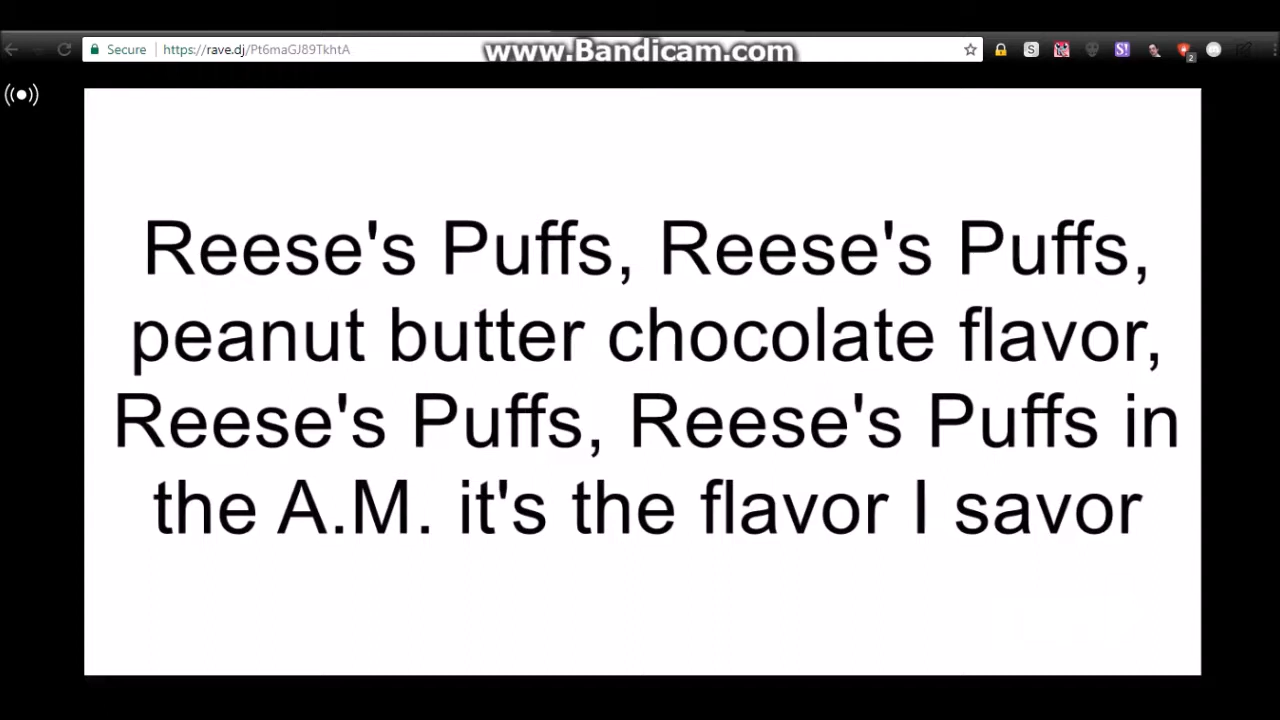 Secure https://rave.dj/Pt6maGJ89TkhtA
www.Bandicam.com
S
S!
2
Reese's Puffs, Reese's Puffs,
peanut butter chocolate flavor,
Reese's Puffs, Reese's Puffs in
the A.M. it's the flavor I savor